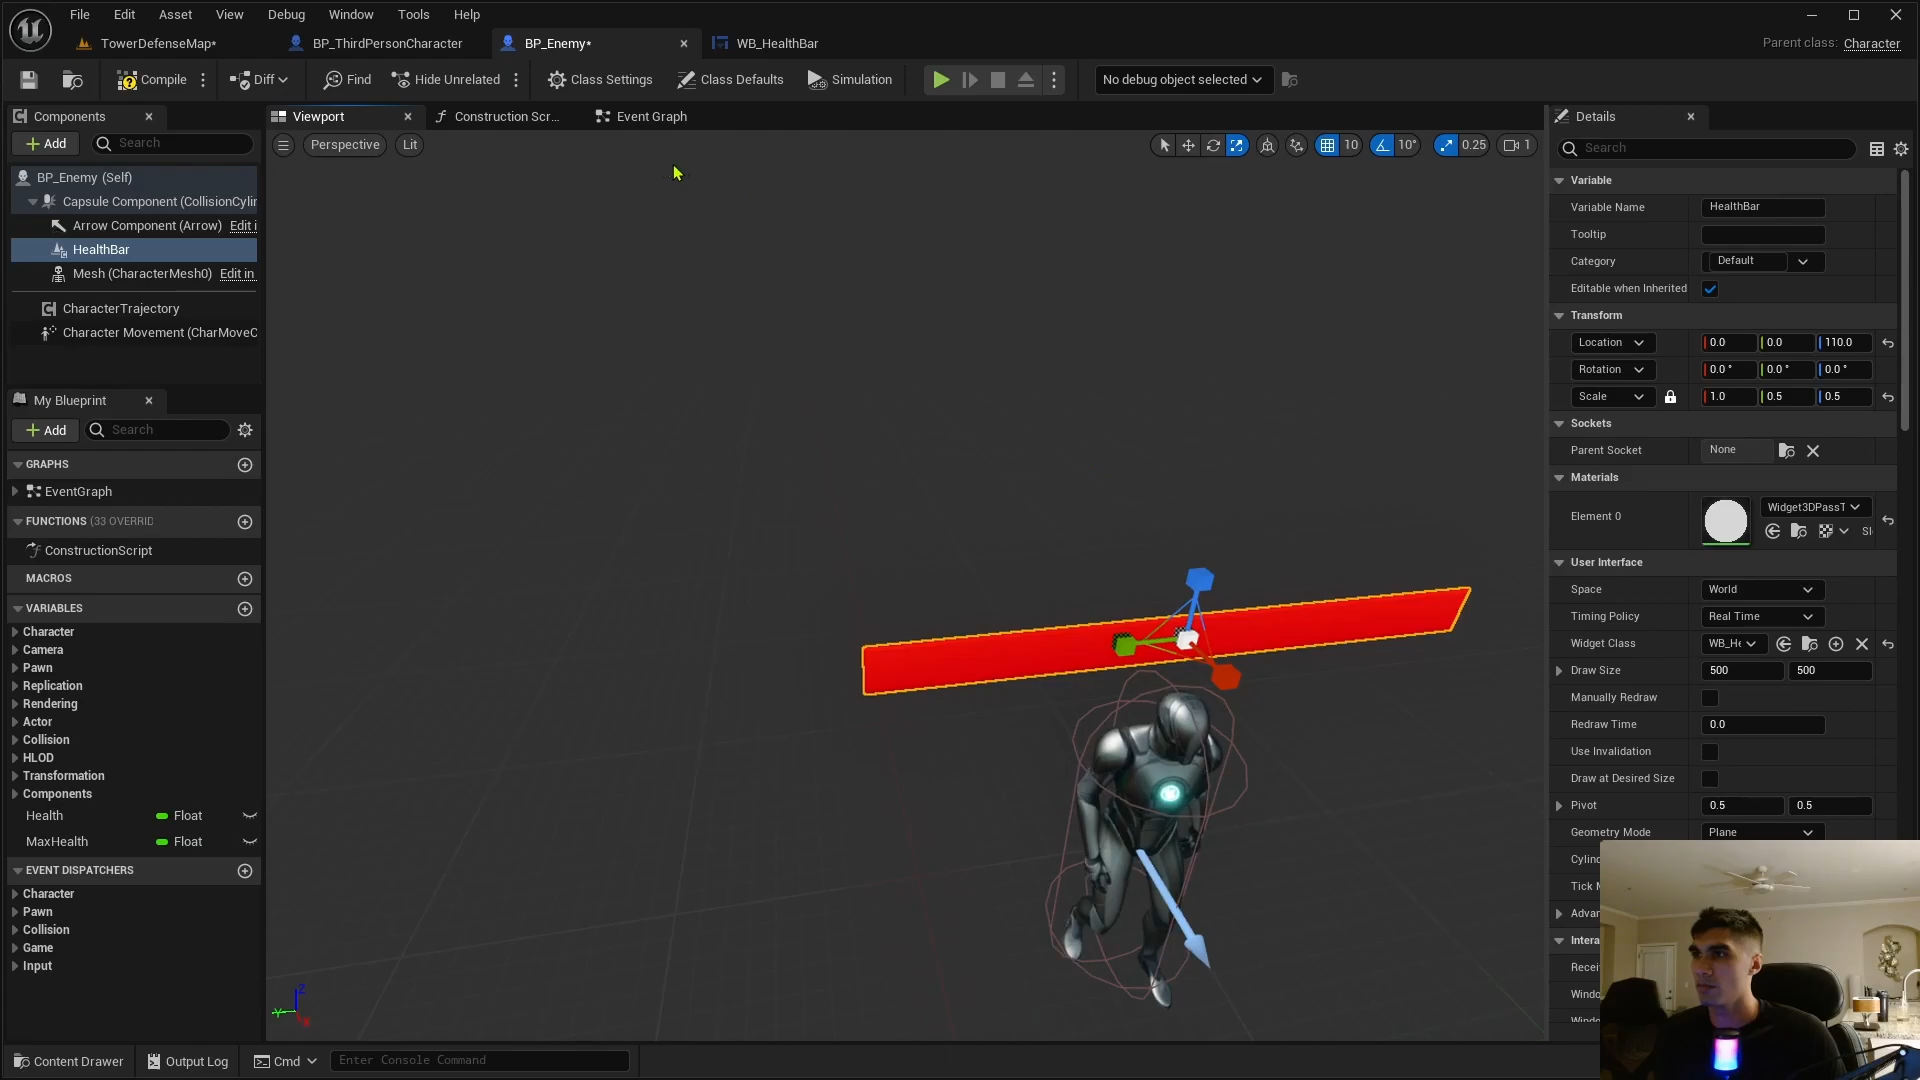 File Edit Asset View Debug Window Tools Help
TowerDefenseMap* BP_ThirdPersonCharacter BP_Enemy* WB_HealthBar Parent class: Character
Compile Diff Find Hide Unrelated Class Settings Class Defaults Simulation No debug object selected
Components
Add Search
BP_Enemy (Self)
Capsule Component (CollisionCylin
Arrow Component (Arrow) Edit i
HealthBar
Mesh (CharacterMesh0) Edit in
CharacterTrajectory
Character Movement (CharMoveC
My Blueprint
Add Search
GRAPHS
EventGraph
FUNCTIONS (33 OVERRID
ConstructionScript
MACROS
VARIABLES
Character
Camera
Pawn
Replication
Rendering
Actor
Collision
HLOD
Transformation
Components
Health Float
MaxHealth Float
EVENT DISPATCHERS
Character
Pawn
Collision
Game
Input
Viewport Construction Scr... Event Graph
Perspective Lit 10 10° 0.25 1
Z
Y
Details
Search
Variable
Variable Name HealthBar
Tooltip
Category Default
Editable when Inherited
Transform
Location 0.0 0.0 110.0
Rotation 0.0° 0.0° 0.0°
Scale 1.0 0.5 0.5
Sockets
Parent Socket None
Materials
Element 0 Widget3DPassT
Sl
User Interface
Space World
Timing Policy Real Time
Widget Class WB_He
Draw Size 500 500
Manually Redraw
Redraw Time 0.0
Use Invalidation
Draw at Desired Size
Pivot 0.5 0.5
Geometry Mode Plane
Cylin
Tick M
Advan
Intera
Recei
Windo
Content Drawer Output Log Cmd Enter Console Command